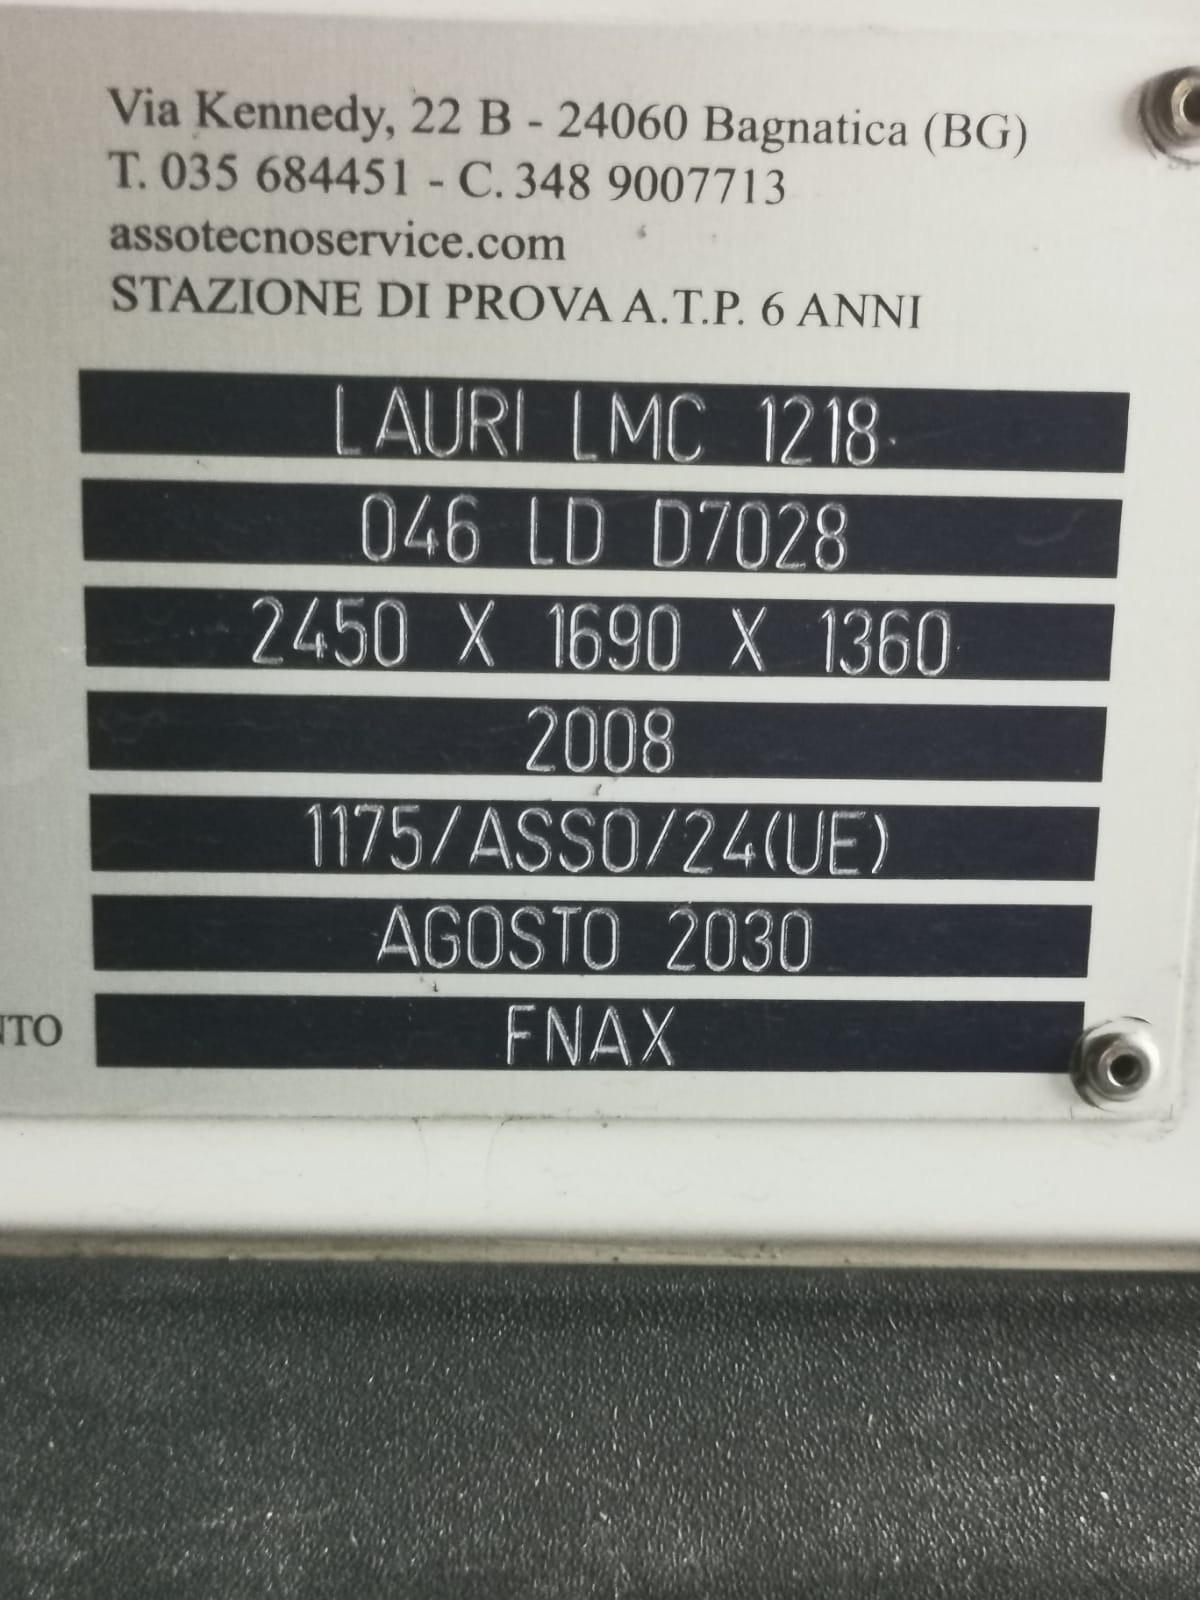 Via Kennedy, 22 B - 24060 Bagnatica (BG)
T. 035 684451 - C. 348 9007713
assotecnoservice.com
STAZIONE DI PROVA A.T.P. 6 ANNI
LAURI LMC 1218
046 LD D7028
2450 X 1690 X 1360
2008
1175/ASSO/24(UE)
AGOSTO 2030
FNAX